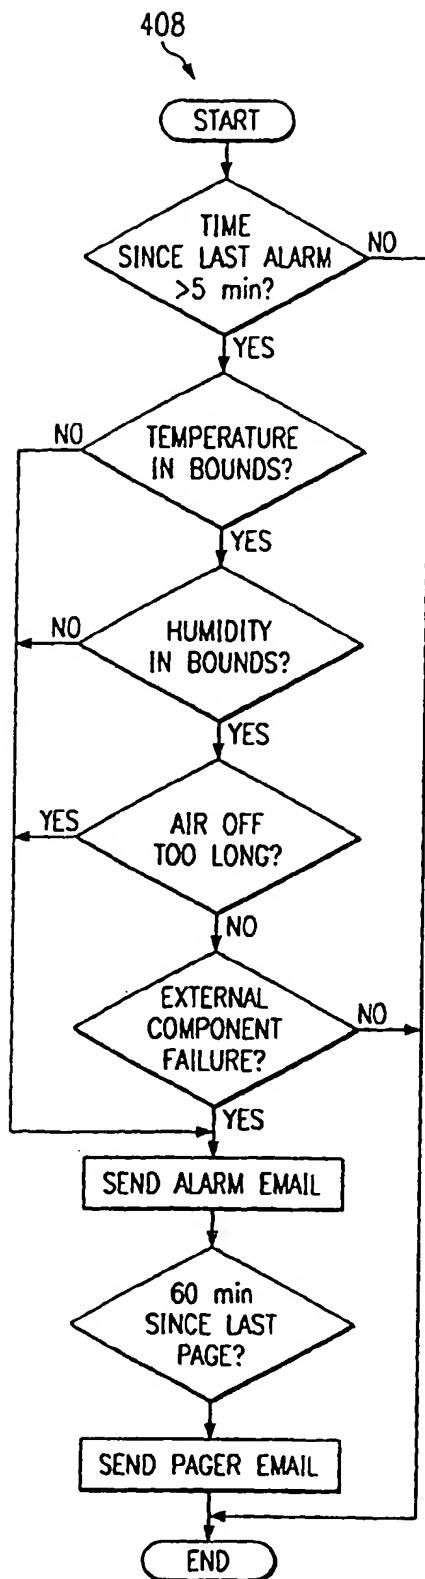 408
START
TIME
SINCE LAST ALARM
>5 min?
NO
YES
NO
TEMPERATURE
IN BOUNDS?
YES
NO
HUMIDITY
IN BOUNDS?
YES
YES
AIR OFF
TOO LONG?
NO
EXTERNAL
COMPONENT
FAILURE?
NO
YES
SEND ALARM EMAIL
60 min
SINCE LAST
PAGE?
SEND PAGER EMAIL
END